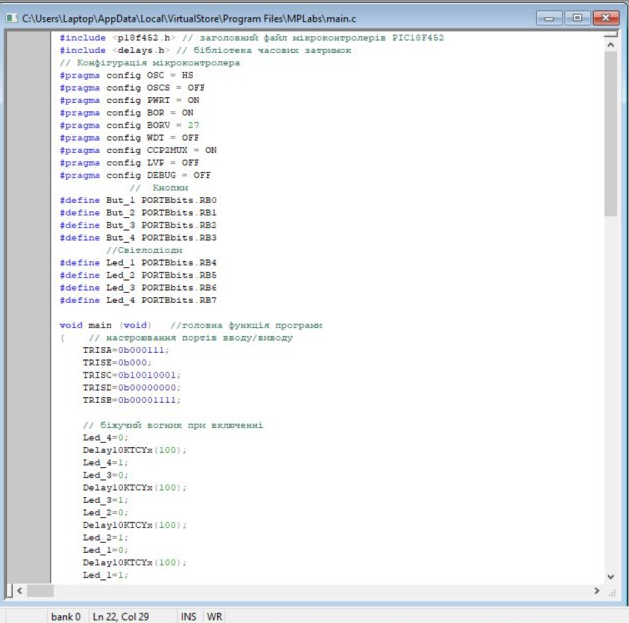 C:\Users\Laptop\AppData\Local\VirtualStore\Program Files\MPLabs\main.c
#include <p18f452.h> // заголовний файл мікроконтролерів PIC18F452
#include <delays.h> // бібліотека часових затримок
// Конфігурація мікроконтролера
#pragma config OSC = HS
#pragma config OSCS = OFF
#pragma config PWRT = ON
#pragma config BOR = ON
#pragma config BORV = 27
#pragma config WDT = OFF
#pragma config CCP2MUX = ON
#pragma config LVP = OFF
#pragma config DEBUG = OFF
// Кнопки
#define But_1 PORTBbits.RB0
#define But_2 PORTBbits.RB1
#define But_3 PORTBbits.RB2
#define But_4 PORTBbits.RB3
//Світлодіоди
#define Led_1 PORTBbits.RB4
#define Led_2 PORTBbits.RB5
#define Led_3 PORTBbits.RB6
#define Led_4 PORTBbits.RB7
void main (void) //головна функція програми
{ // настроювання портів вводу/виводу
TRISA=0b000111;
TRISE=0b000;
TRISC=0b10010001;
TRISD=0b00000000;
TRISB=0b00001111;
// біжучий вогник при включенні
Led_4=0;
Delay10KTCYx(100);
Led_4=1;
Led_3=0;
Delay10KTCYx(100);
Led_3=1;
Led_2=0;
Delay10KTCYx(100);
Led_2=1;
Led_1=0;
Delay10KTCYx(100);
Led_1=1;
bank 0 Ln 22, Col 29 INS WR